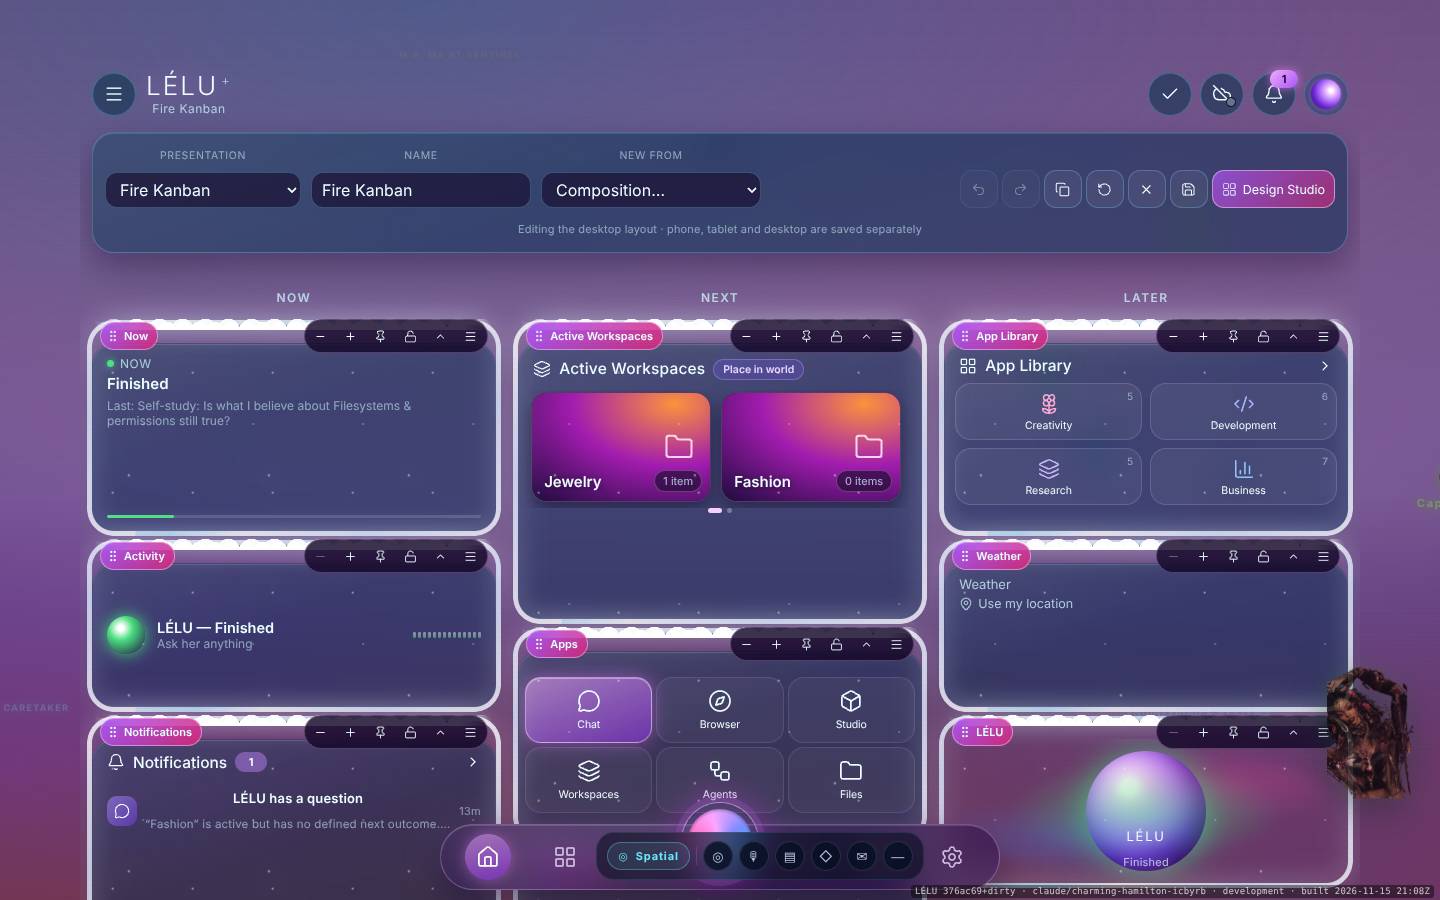 LÉLU +
Fire Kanban
1
PRESENTATION
NAME
NEW FROM
Fire Kanban
Fire Kanban
Composition...
Design Studio
Editing the desktop layout · phone, tablet and desktop are saved separately
NOW
NEXT
LATER
Now
NOW
Finished
Last: Self-study: Is what I believe about Filesystems &
permissions still true?
Activity
LÉLU — Finished
Ask her anything
CARETAKER
Notifications
Notifications 1
LÉLU has a question
13m
“Fashion” is active but has no defined next outcome....
Active Workspaces
Active Workspaces
Place in world
Jewelry
1 item
Fashion
0 items
Apps
Chat
Browser
Studio
Workspaces
Agents
Files
App Library
App Library
Creativity
5
Development
6
Research
5
Business
7
Weather
Weather
Use my location
LÉLU
LÉLU
Finished
Spatial
LÉLU 376ac69+dirty · claude/charming-hamilton-icbyrb · development · built 2026-11-15 21:08Z